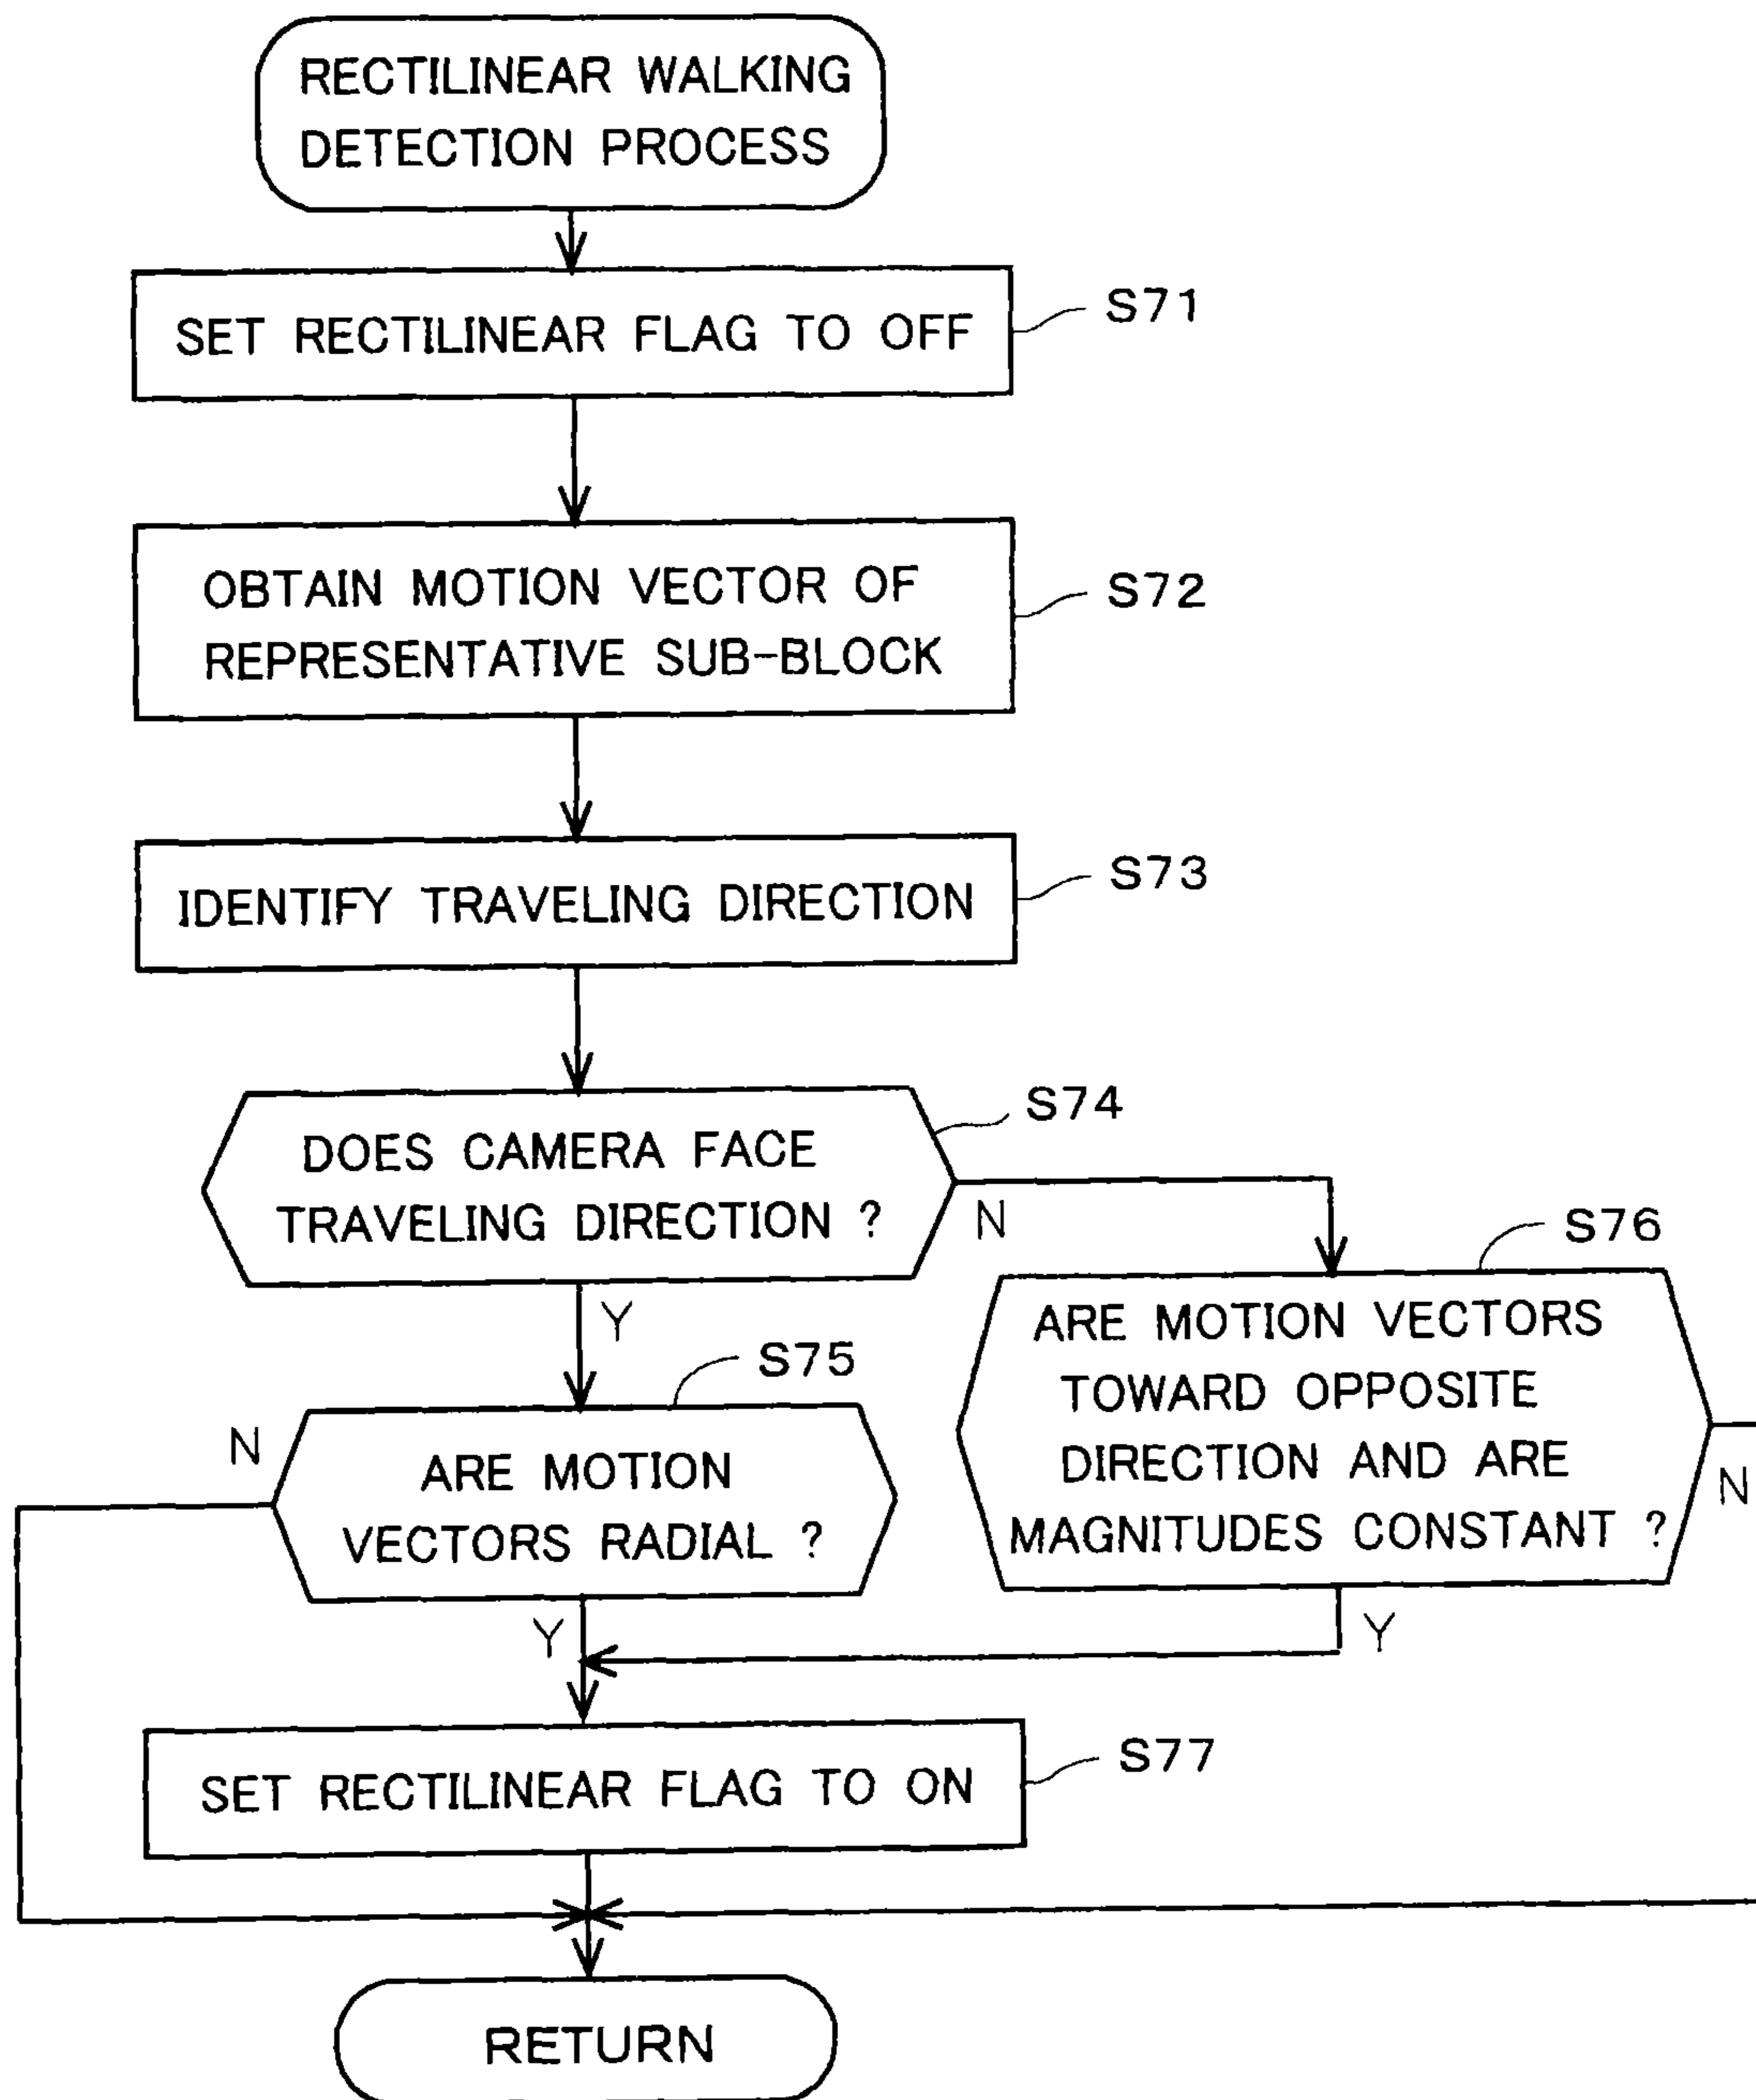 RECTILINEAR WALKING
DETECTION PROCESS
SET RECTILINEAR FLAG TO OFF
S71
OBTAIN MOTION VECTOR OF
REPRESENTATIVE SUB-BLOCK
S72
IDENTIFY TRAVELING DIRECTION
S73
DOES CAMERA FACE
TRAVELING DIRECTION ?
S74
N
Y
ARE MOTION
VECTORS RADIAL ?
S75
N
Y
ARE MOTION VECTORS
TOWARD OPPOSITE
DIRECTION AND ARE
MAGNITUDES CONSTANT ?
S76
N
Y
SET RECTILINEAR FLAG TO ON
S77
RETURN